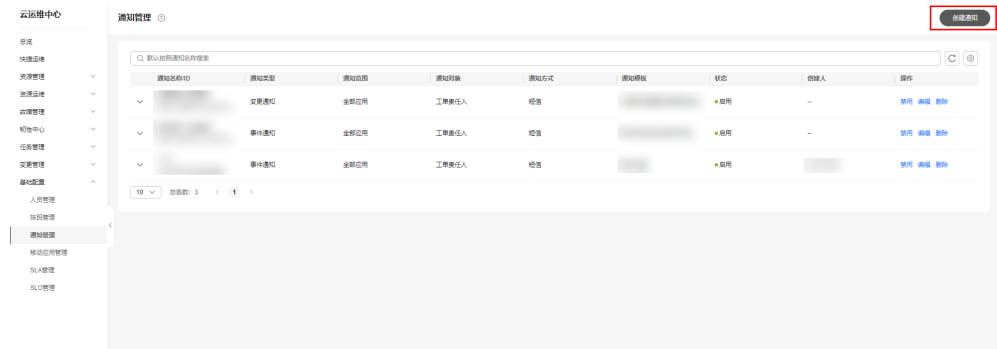 云运维中心
通知管理
创建通知
总览
快捷运维
资源管理
资源运维
故障管理
韧性中心
任务管理
变更管理
基础配置
人员管理
排班管理
通知管理
移动应用管理
SLA管理
SLO管理
默认按照通知名称搜索
通知名称/ID 通知类型 通知范围 通知对象 通知方式 通知模板 状态 创建人 操作
变更通知 全部应用 工单责任人 短信 启用 -- 禁用 编辑 删除
事件通知 全部应用 工单责任人 短信 启用 -- 禁用 编辑 删除
事件通知 全部应用 工单责任人 短信 启用 禁用 编辑 删除
10 总条数: 3 < 1 >